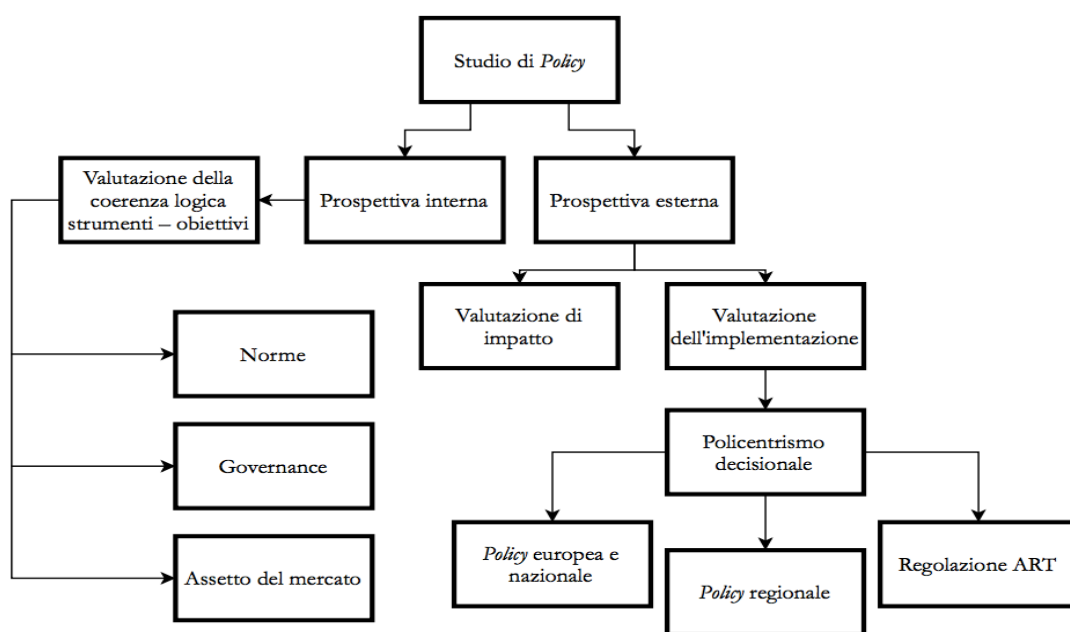 Studio di Policy
Valutazione della
coerenza logica
strumenti – obiettivi
Prospettiva interna
Prospettiva esterna
Valutazione di
impatto
Valutazione
dell'implementazione
Norme
Policentrismo
decisionale
Governance
Policy europea e
nazionale
Policy regionale
Regolazione ART
Assetto del mercato